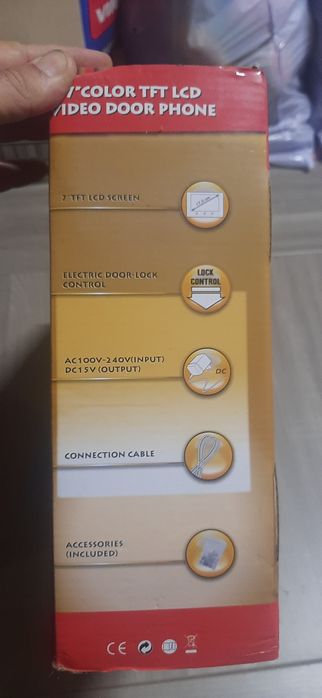 7"COLOR TFT LCD
VIDEO DOOR PHONE
7"TFT LCD SCREEN
ELECTRIC DOOR-LOCK
CONTROL
LOCK
CONTROL
AC100V-240V(INPUT)
DC15V (OUTPUT)
DC
CONNECTION CABLE
ACCESSORIES
(INCLUDED)
CE